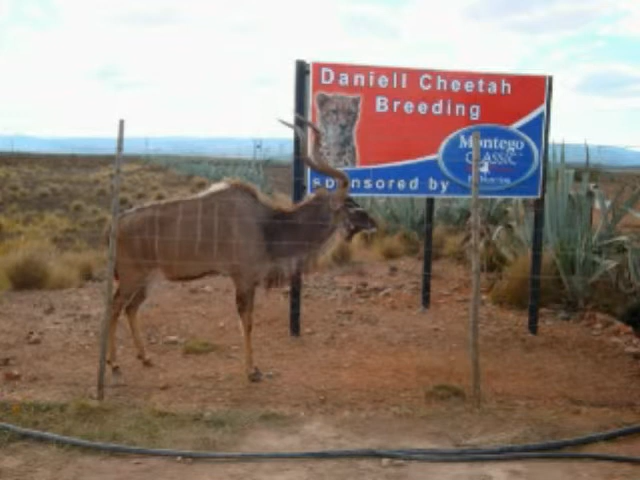 Daniell Cheetah
Breeding
Montego
CLASSIC
sponsored by